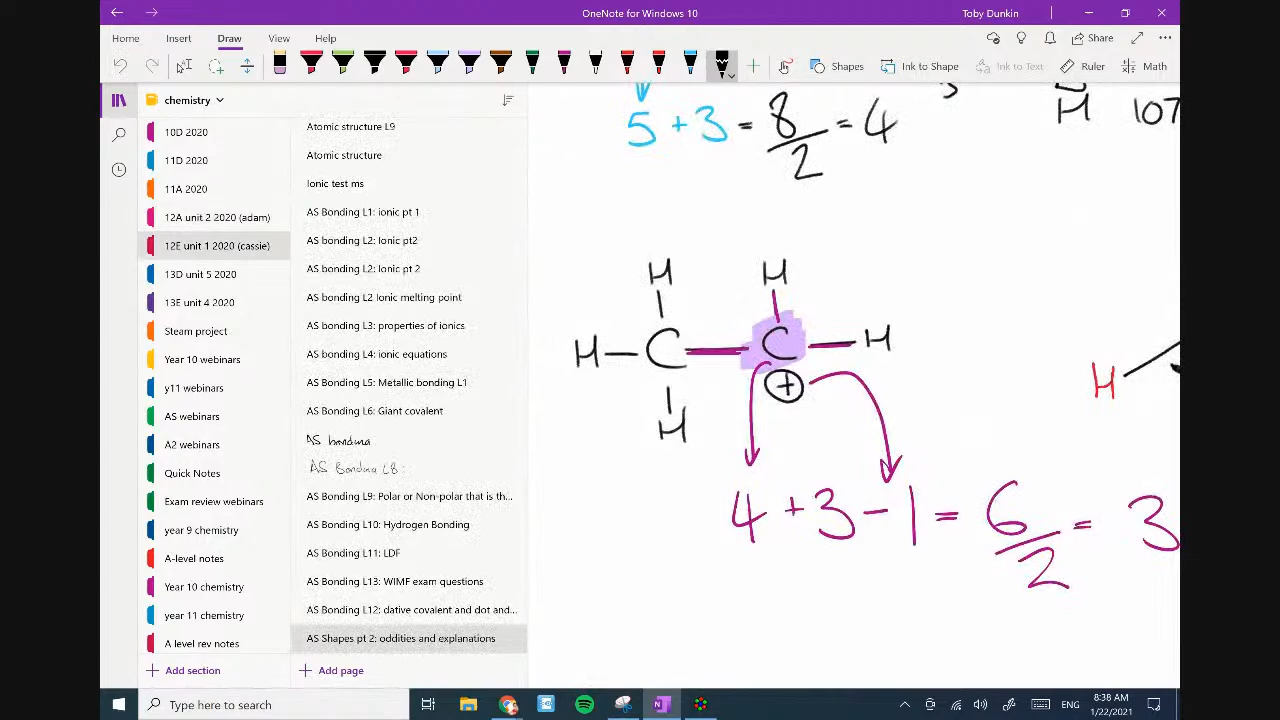 OneNote for Windows 10
Toby Dunkin
Home Insert Draw View Help
Share
Shapes Ink to Shape Ink to Text Ruler Math
chemistry
10D 2020
11D 2020
11A 2020
12A unit 2 2020 (adam)
12E unit 1 2020 (cassie)
13D unit 5 2020
13E unit 4 2020
Steam project
Year 10 webinars
y11 webinars
AS webinars
A2 webinars
Quick Notes
Exam review webinars
year 9 chemistry
A-level notes
Year 10 chemistry
year 11 chemistry
A level rev notes
Add section
Atomic structure L9
Atomic structure
Ionic test ms
AS Bonding L1: ionic pt 1
AS bonding L2: Ionic pt2
AS bonding L2: Ionic pt 2
AS bonding L2 Ionic melting point
AS bonding L3: properties of ionics
AS bonding L4: ionic equations
AS Bonding L5: Metallic bonding L1
AS Bonding L6: Giant covalent
AS bonding
AS Bonding L8:
AS Bonding L9: Polar or Non-polar that is th...
AS Bonding L10: Hydrogen Bonding
AS Bonding L11: LDF
AS Bonding L13: WIMF exam questions
AS Bonding L12: dative covalent and dot and...
AS Shapes pt 2: oddities and explanations
Add page
H 107
5 + 3 = 8/2 = 4
H H
H C C H
+
H
H
4 + 3 - 1 = 6/2 = 3
Type here to search
ENG
8:38 AM
1/22/2021